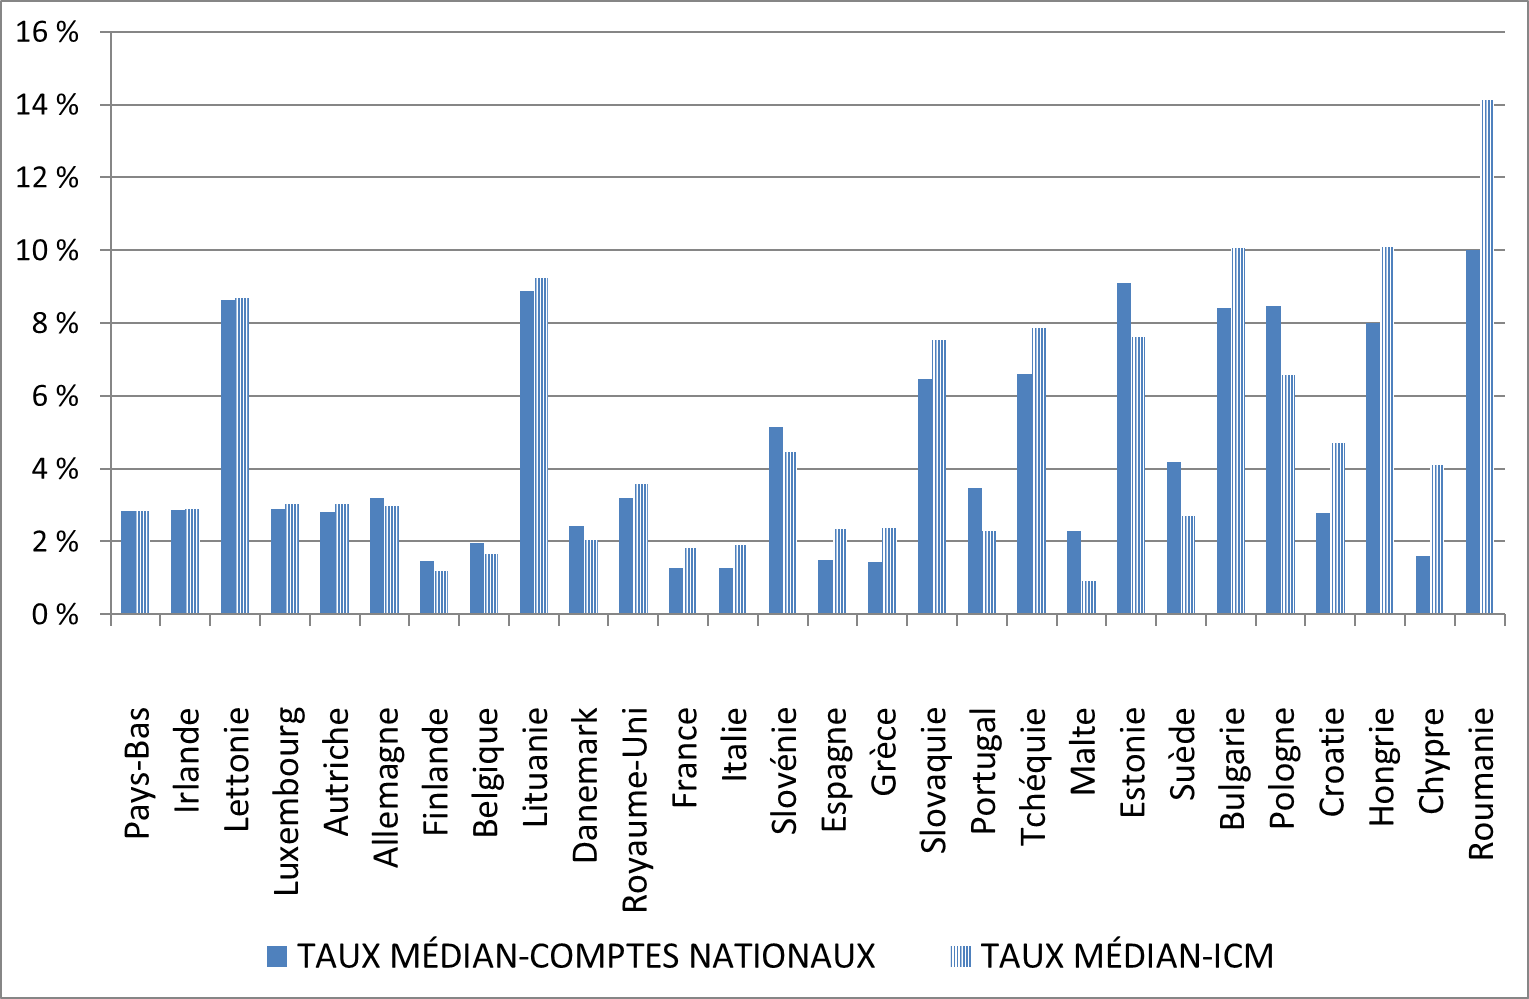 16 %
14 %
12 %
10 %
8 %
6 %
4 %
2 %
0 %
Pays-Bas
Irlande
Lettonie
Luxembourg
Autriche
Allemagne
Finlande
Belgique
Lituanie
Danemark
Royaume-Uni
France
Italie
Slovénie
Espagne
Grèce
Slovaquie
Portugal
Tchéquie
Malte
Estonie
Suède
Bulgarie
Pologne
Croatie
Hongrie
Chypre
Roumanie
TAUX MÉDIAN-COMPTES NATIONAUX
TAUX MÉDIAN-ICM